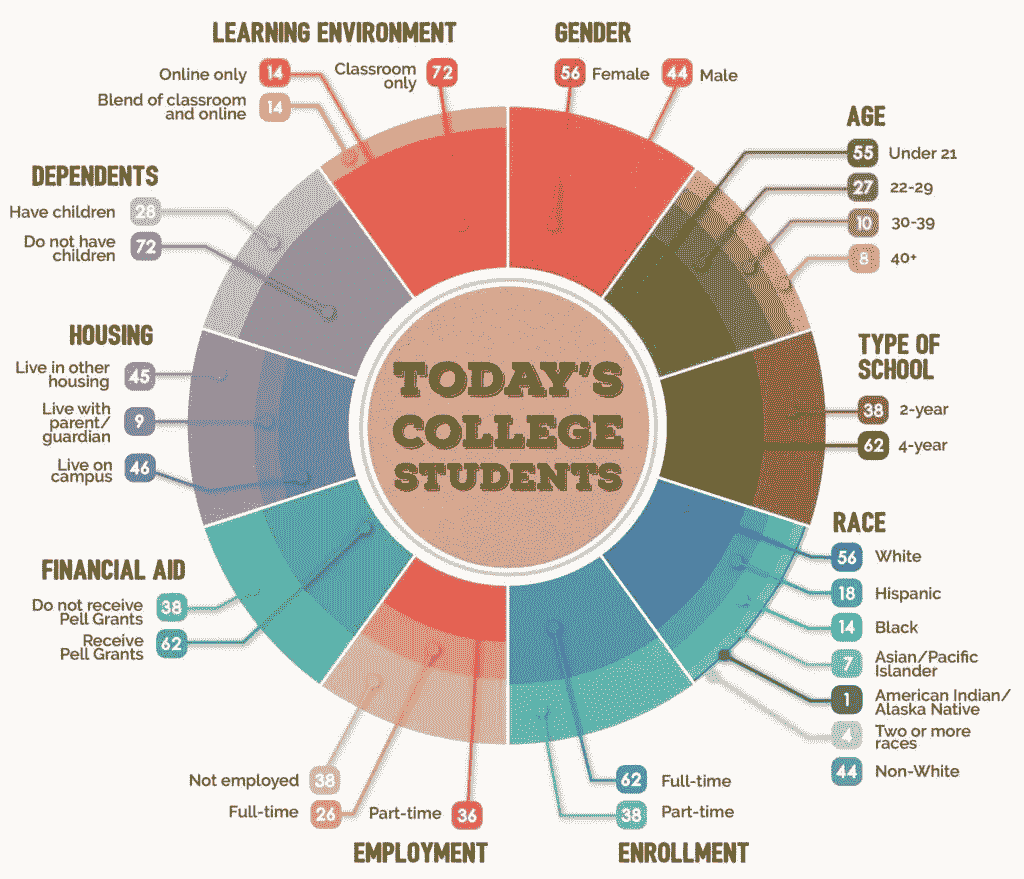 LEARNING ENVIRONMENT
Online only 14
Classroom
only 72
Blend of classroom
and online 14
GENDER
56 Female
44 Male
AGE
55 Under 21
27 22-29
10 30-39
8 40+
TYPE OF
SCHOOL
38 2-year
62 4-year
RACE
56 White
18 Hispanic
14 Black
7 Asian/Pacific
Islander
1 American Indian/
Alaska Native
4 Two or more
races
44 Non-White
ENROLLMENT
62 Full-time
38 Part-time
EMPLOYMENT
Not employed 38
Full-time 26
Part-time 36
FINANCIAL AID
Do not receive
Pell Grants 38
Receive
Pell Grants 62
HOUSING
Live in other
housing 45
Live with
parent/
guardian 9
Live on
campus 46
DEPENDENTS
Have children 28
Do not have
children 72
TODAY'S
COLLEGE
STUDENTS